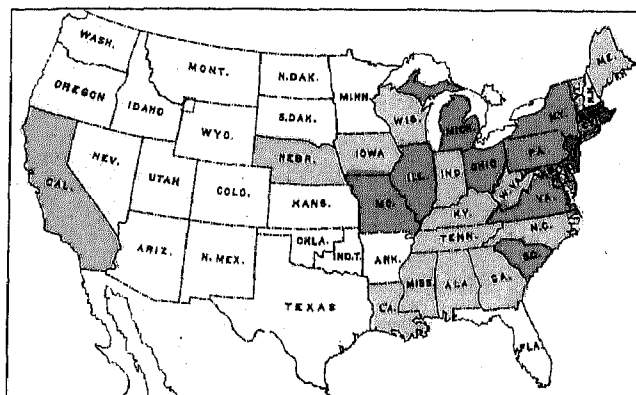 WASH.
MONT.
N.DAK.
MINN
ME.
OREGON
IDAHO
S.DAK.
WIS.
MICH.
N.Y.
WYO.
NEBR.
IOWA
PA.
NEV.
UTAH
COLO.
ILL.
IND
OHIO
W.VA.
VA.
CAL.
KANS.
MO.
KY.
N.C.
ARIZ.
N.MEX.
OKLA.
IND.T.
ARK.
TENN.
S.C.
TEXAS
LA.
MISS.
ALA
GA.
FLA.